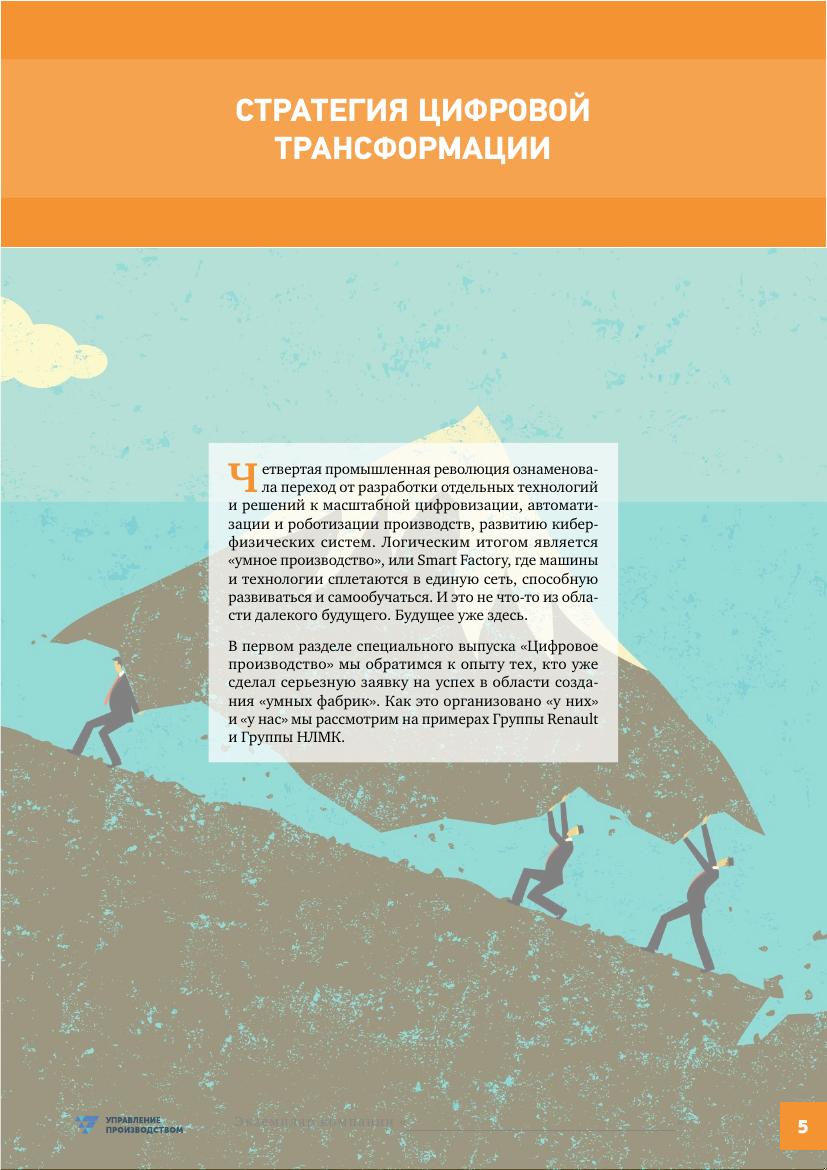 СТРАТЕГИЯ ЦИФРОВОЙ
ТРАНСФОРМАЦИИ
Четвертая промышленная революция ознаменова-
ла переход от разработки отдельных технологий
и решений к масштабной цифровизации, автомати-
зации и роботизации производств, развитию кибер-
физических систем. Логическим итогом является
«умное производство», или Smart Factory, где машины
и технологии сплетаются в единую сеть, способную
развиваться и самообучаться. И это не что-то из обла-
сти далекого будущего. Будущее уже здесь.
В первом разделе специального выпуска «Цифровое
производство» мы обратимся к опыту тех, кто уже
сделал серьезную заявку на успех в области созда-
ния «умных фабрик». Как это организовано «у них»
и «у нас» мы рассмотрим на примерах Группы Renault
и Группы НЛМК.
УПРАВЛЕНИЕ
ПРОИЗВОДСТВОМ
Экземпляр компании
5